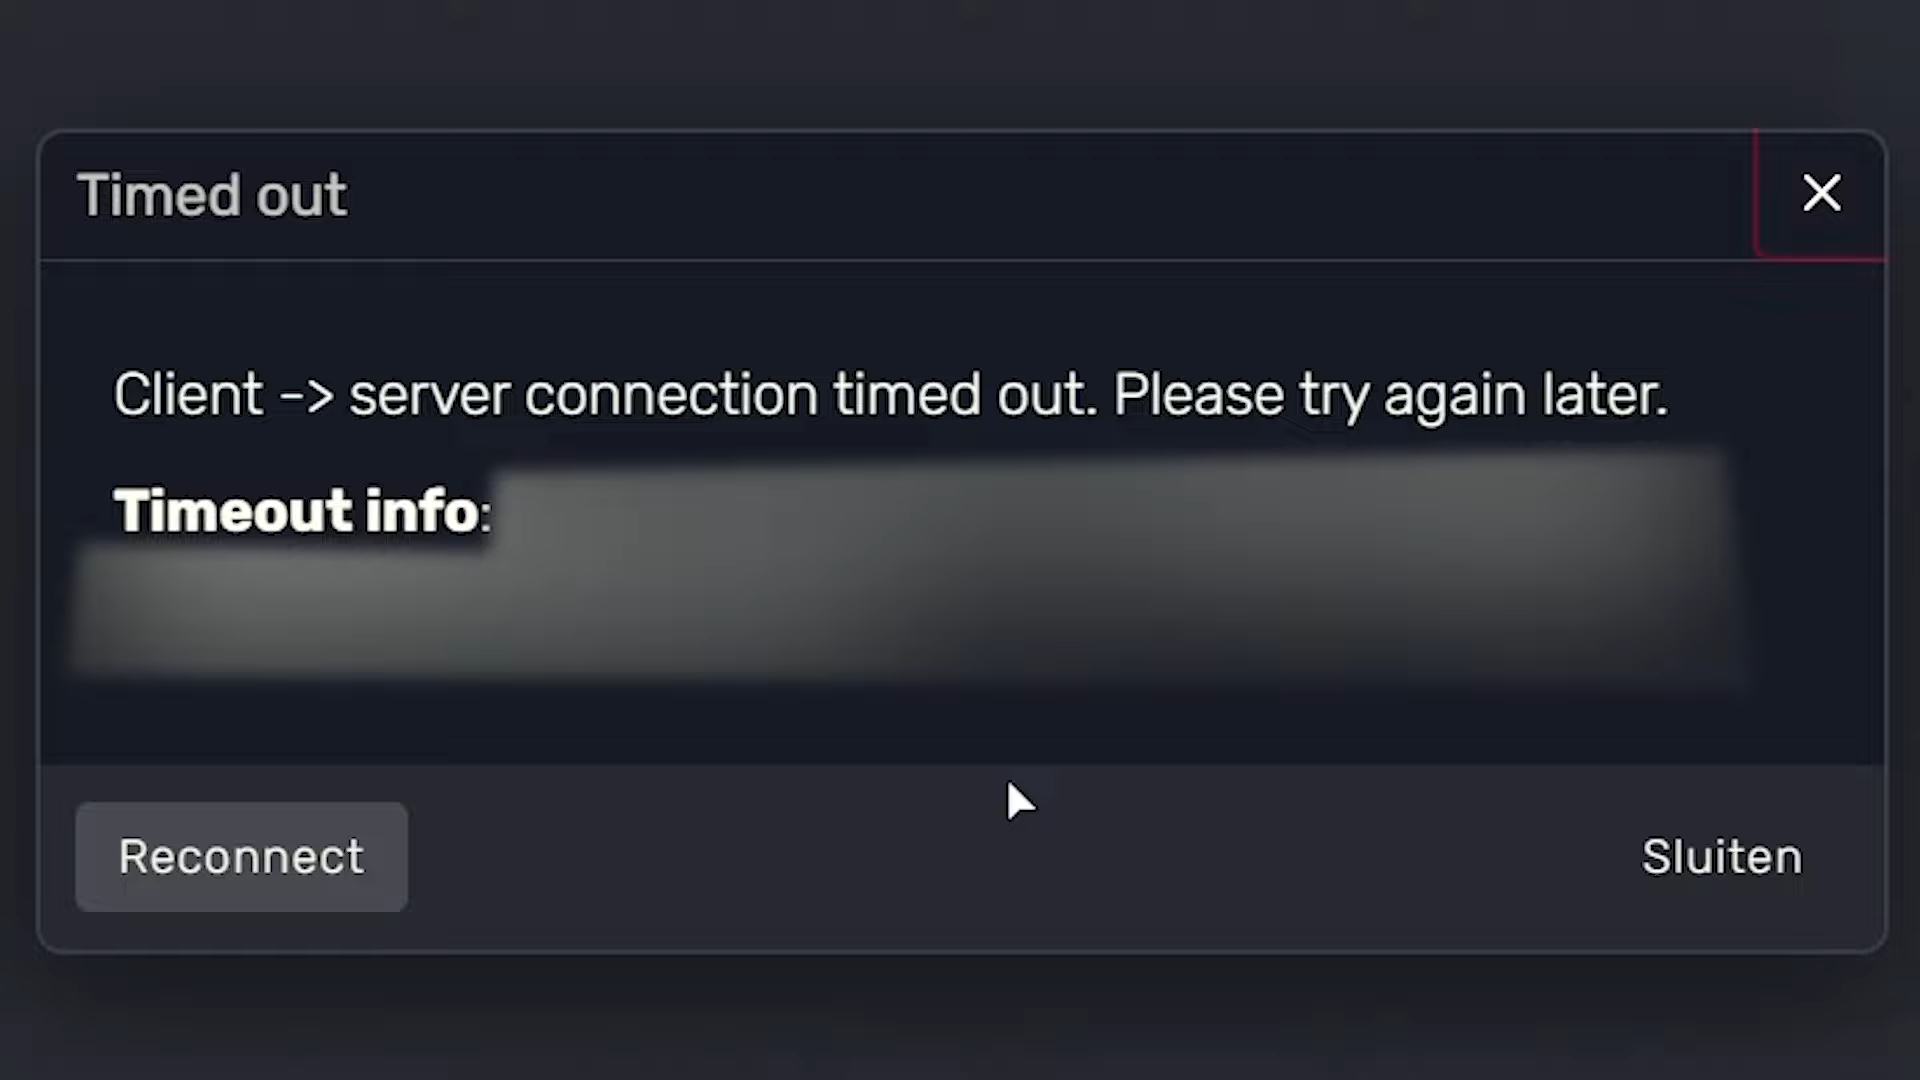 Timed out
Client -> server connection timed out. Please try again later.
Timeout info:
Reconnect
Sluiten